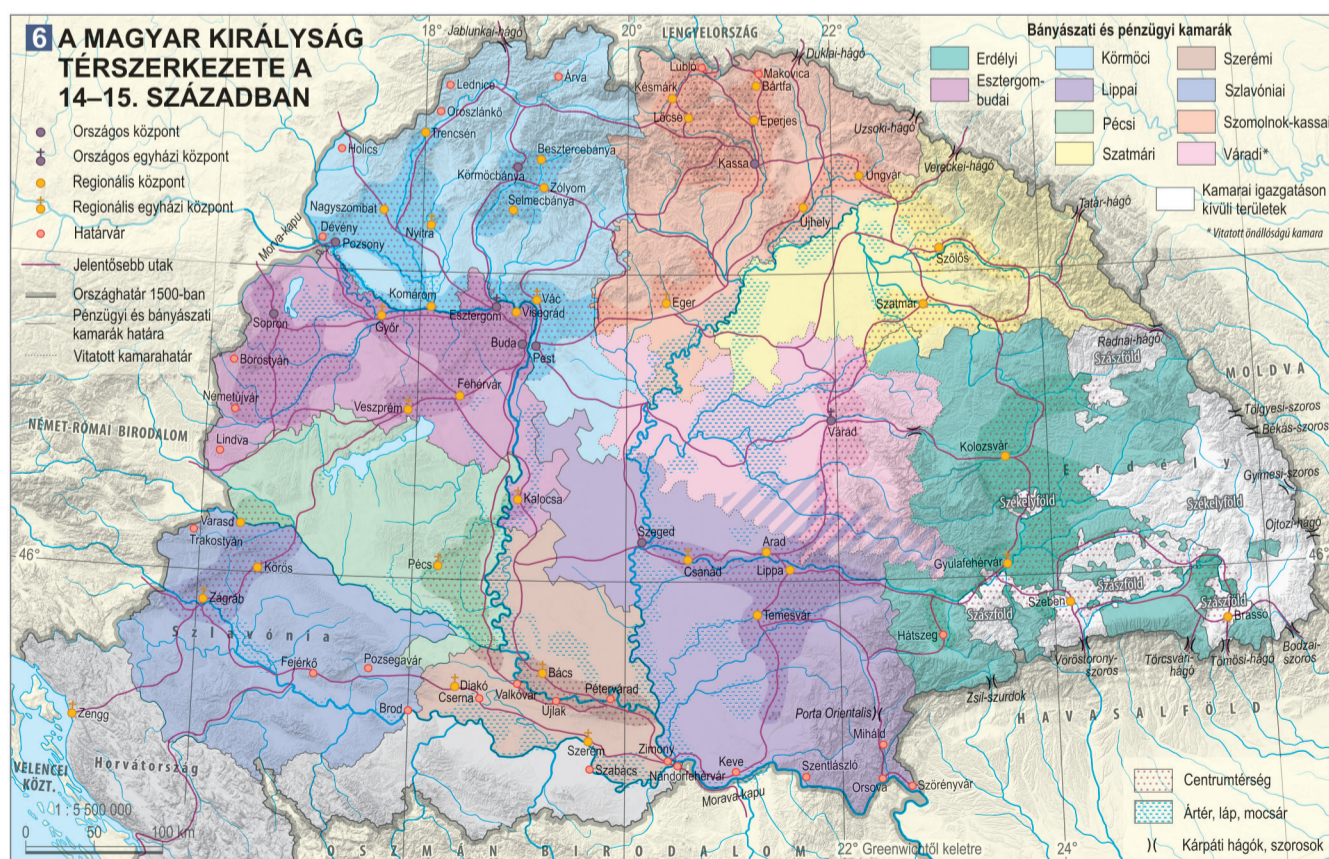 6 A MAGYAR KIRÁLYSÁG
TÉRSZERKEZETE A
14–15. SZÁZADBAN
Országos központ
Országos egyházi központ
Regionális központ
Regionális egyházi központ
Határvár
Jelentősebb utak
Országhatár 1500-ban
Pénzügyi és bányászati
kamarák határa
Vitatott kamarahatár
Bányászati és pénzügyi kamarák
Erdélyi
Esztergom-
budai
Pécsi
Körmöci
Lippai
Szatmári
Szerémi
Szlavóniai
Szomolnok-kassai
Váradi*
Kamarai igazgatáson
kívüli területek
* Vitatott önállóságú kamara
18°
20°
22°
LENGYELORSZÁG
Jablunkai-hágó
Duklai-hágó
Lubló
Makovica
Bártfa
Késmárk
Lőcse
Eperjes
Uzsoki-hágó
Árva
Lednice
Oroszlánkő
Trencsén
Holics
Besztercebánya
Körmöcbánya
Zólyom
Selmecbánya
Kassa
Ungvár
Vereckei-hágó
Tatár-hágó
Nagyszombat
Nyitra
Újhely
Dévény
Pozsony
Morva-kapu
Szőlős
Komárom
Esztergom
Vác
Visegrád
Eger
Szatmár
Sopron
Győr
Buda
Pest
Radnai-hágó
Szászföld
Borostyán
MOLDVA
Németújvár
Veszprém
Fehérvár
Tölgyesi-szoros
Békás-szoros
Várad
NÉMET-RÓMAI BIRODALOM
Lindva
Kolozsvár
Erdély
Gyimesi-szoros
Kalocsa
Székelyföld
Székelyföld
Varasd
Trakostyán
Szeged
Ojtozi-hágó
46°
46°
Kőrös
Pécs
Csanád
Arad
Lippa
Gyulafehérvár
Zágráb
Szászföld
Szeben
Szászföld
Szászföld
Brassó
Temesvár
Szlavónia
Hátszeg
Fejérkő
Pozsegavár
Bács
Vöröstorony-
szoros
Törcsvári-
hágó
Tömösi-hágó
Bodzai-
szoros
Diakó
Cserna
Valkóvár
Pétervárad
Újlak
Zsil-szurdok
Zengg
Brod
Porta Orientalis
HAVASALFÖLD
Szerém
Szabács
Zimony
Nándorfehérvár
Keve
Szentlászló
Miháld
Orsova
Szörényvár
Morava-kapu
VELENCEI
KÖZT.
Horvátország
1 : 5 500 000
0 50 100 km
OSZMÁN BIRODALOM
22° Greenwichtől keletre
24°
Centrumtérség
Ártér, láp, mocsár
Kárpáti hágók, szorosok